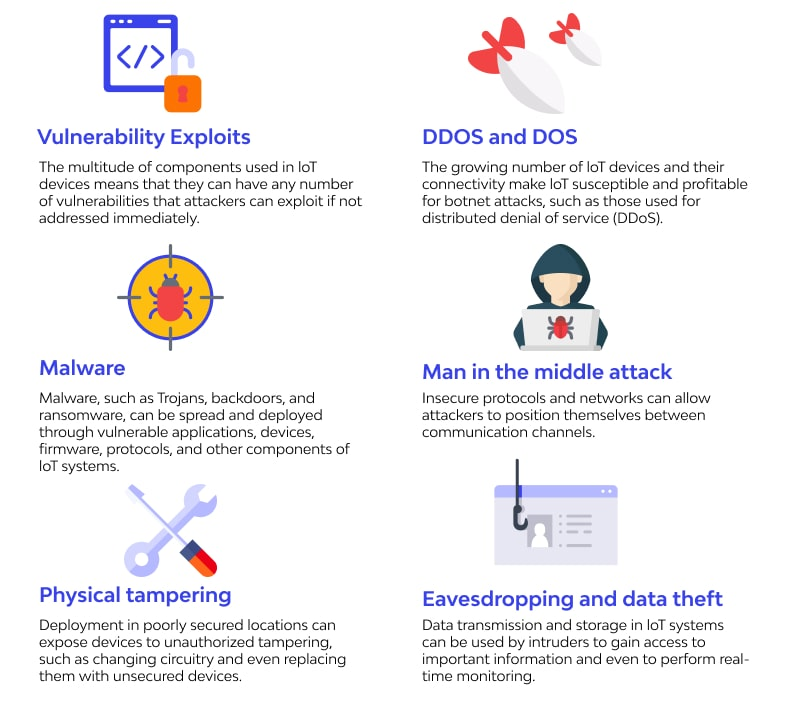 </>
Vulnerability Exploits
The multitude of components used in IoT
devices means that they can have any number
of vulnerabilities that attackers can exploit if not
addressed immediately.
DDOS and DOS
The growing number of IoT devices and their
connectivity make IoT susceptible and profitable
for botnet attacks, such as those used for
distributed denial of service (DDoS).
Malware
Malware, such as Trojans, backdoors, and
ransomware, can be spread and deployed
through vulnerable applications, devices,
firmware, protocols, and other components of
IoT systems.
Man in the middle attack
Insecure protocols and networks can allow
attackers to position themselves between
communication channels.
Physical tampering
Deployment in poorly secured locations can
expose devices to unauthorized tampering,
such as changing circuitry and even replacing
them with unsecured devices.
Eavesdropping and data theft
Data transmission and storage in IoT systems
can be used by intruders to gain access to
important information and even to perform real-
time monitoring.